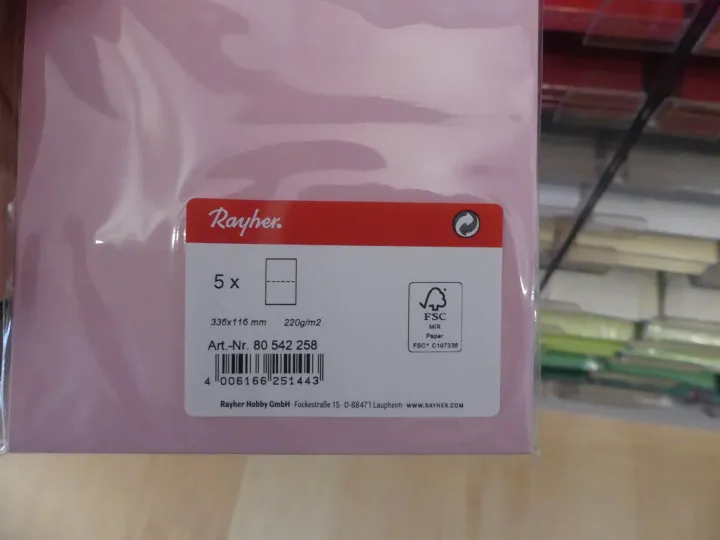 Rayher.
5 x
336x116 mm 220g/m2
FSC
MIX
Paper
FSC® C107338
Art.-Nr. 80 542 258
4 006166 251443
Rayher Hobby GmbH · Fockestraße 15 · D-88471 Laupheim · WWW.RAYHER.COM